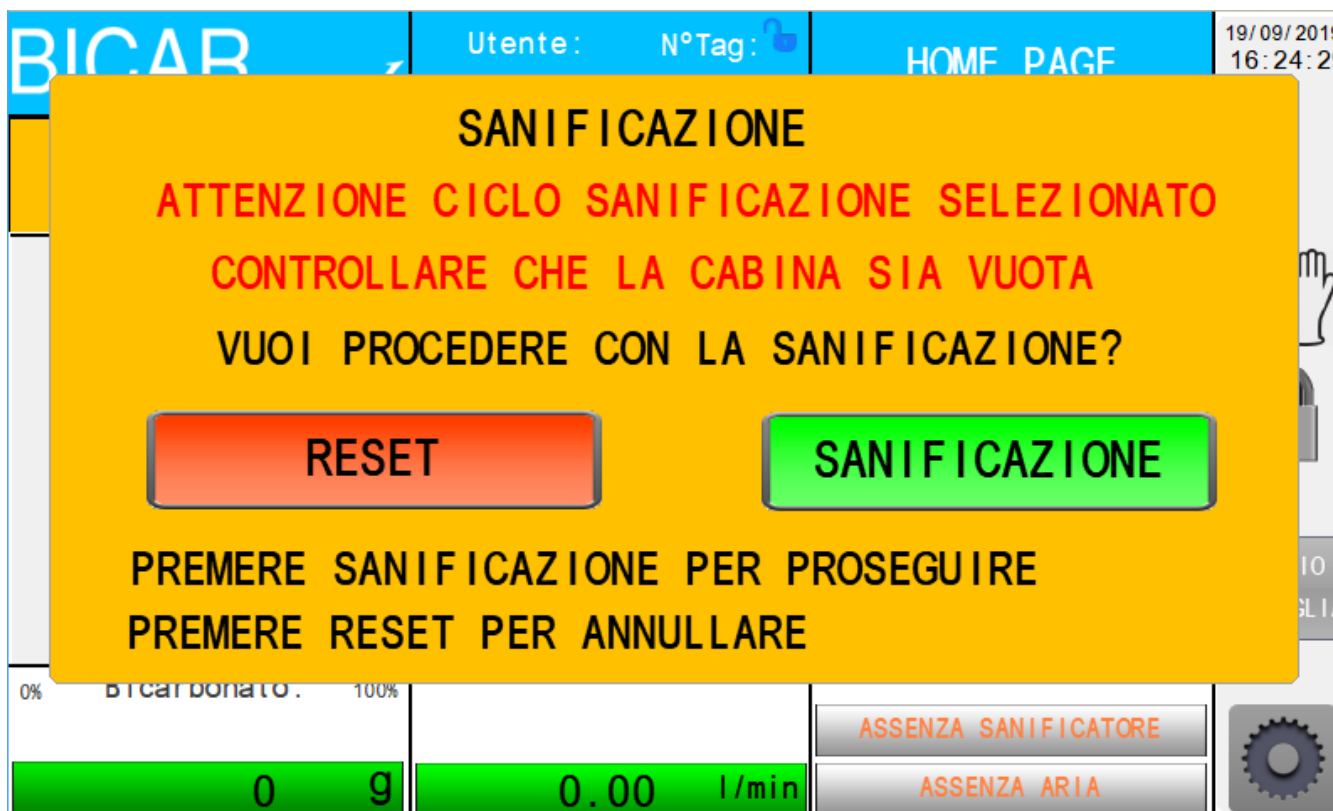 BICAR
Utente: N°Tag:
HOME PAGE
19/09/2019
16:24:29
SANIFICAZIONE
ATTENZIONE CICLO SANIFICAZIONE SELEZIONATO
CONTROLLARE CHE LA CABINA SIA VUOTA
VUOI PROCEDERE CON LA SANIFICAZIONE?
RESET
SANIFICAZIONE
PREMERE SANIFICAZIONE PER PROSEGUIRE
PREMERE RESET PER ANNULLARE
0% Bicarbonato: 100%
0 g
0.00 l/min
ASSENZA SANIFICATORE
ASSENZA ARIA